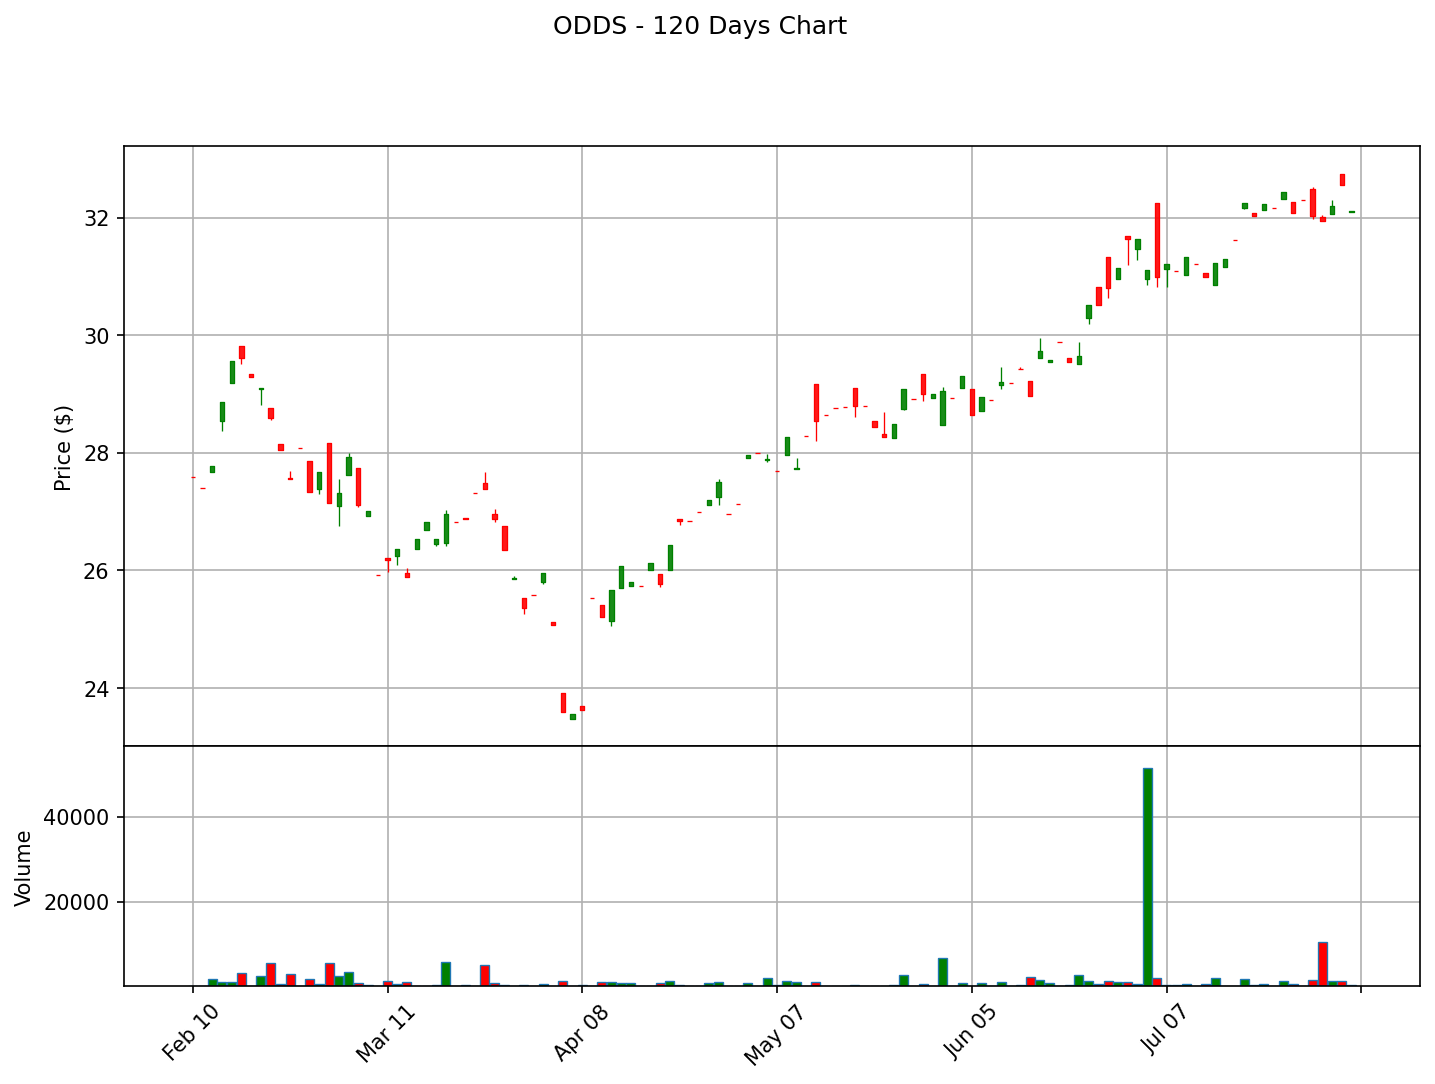 ODDS - 120 Days Chart
Price ($)
32
30
28
26
24
Volume
40000
20000
Feb 10
Mar 11
Apr 08
May 07
Jun 05
Jul 07